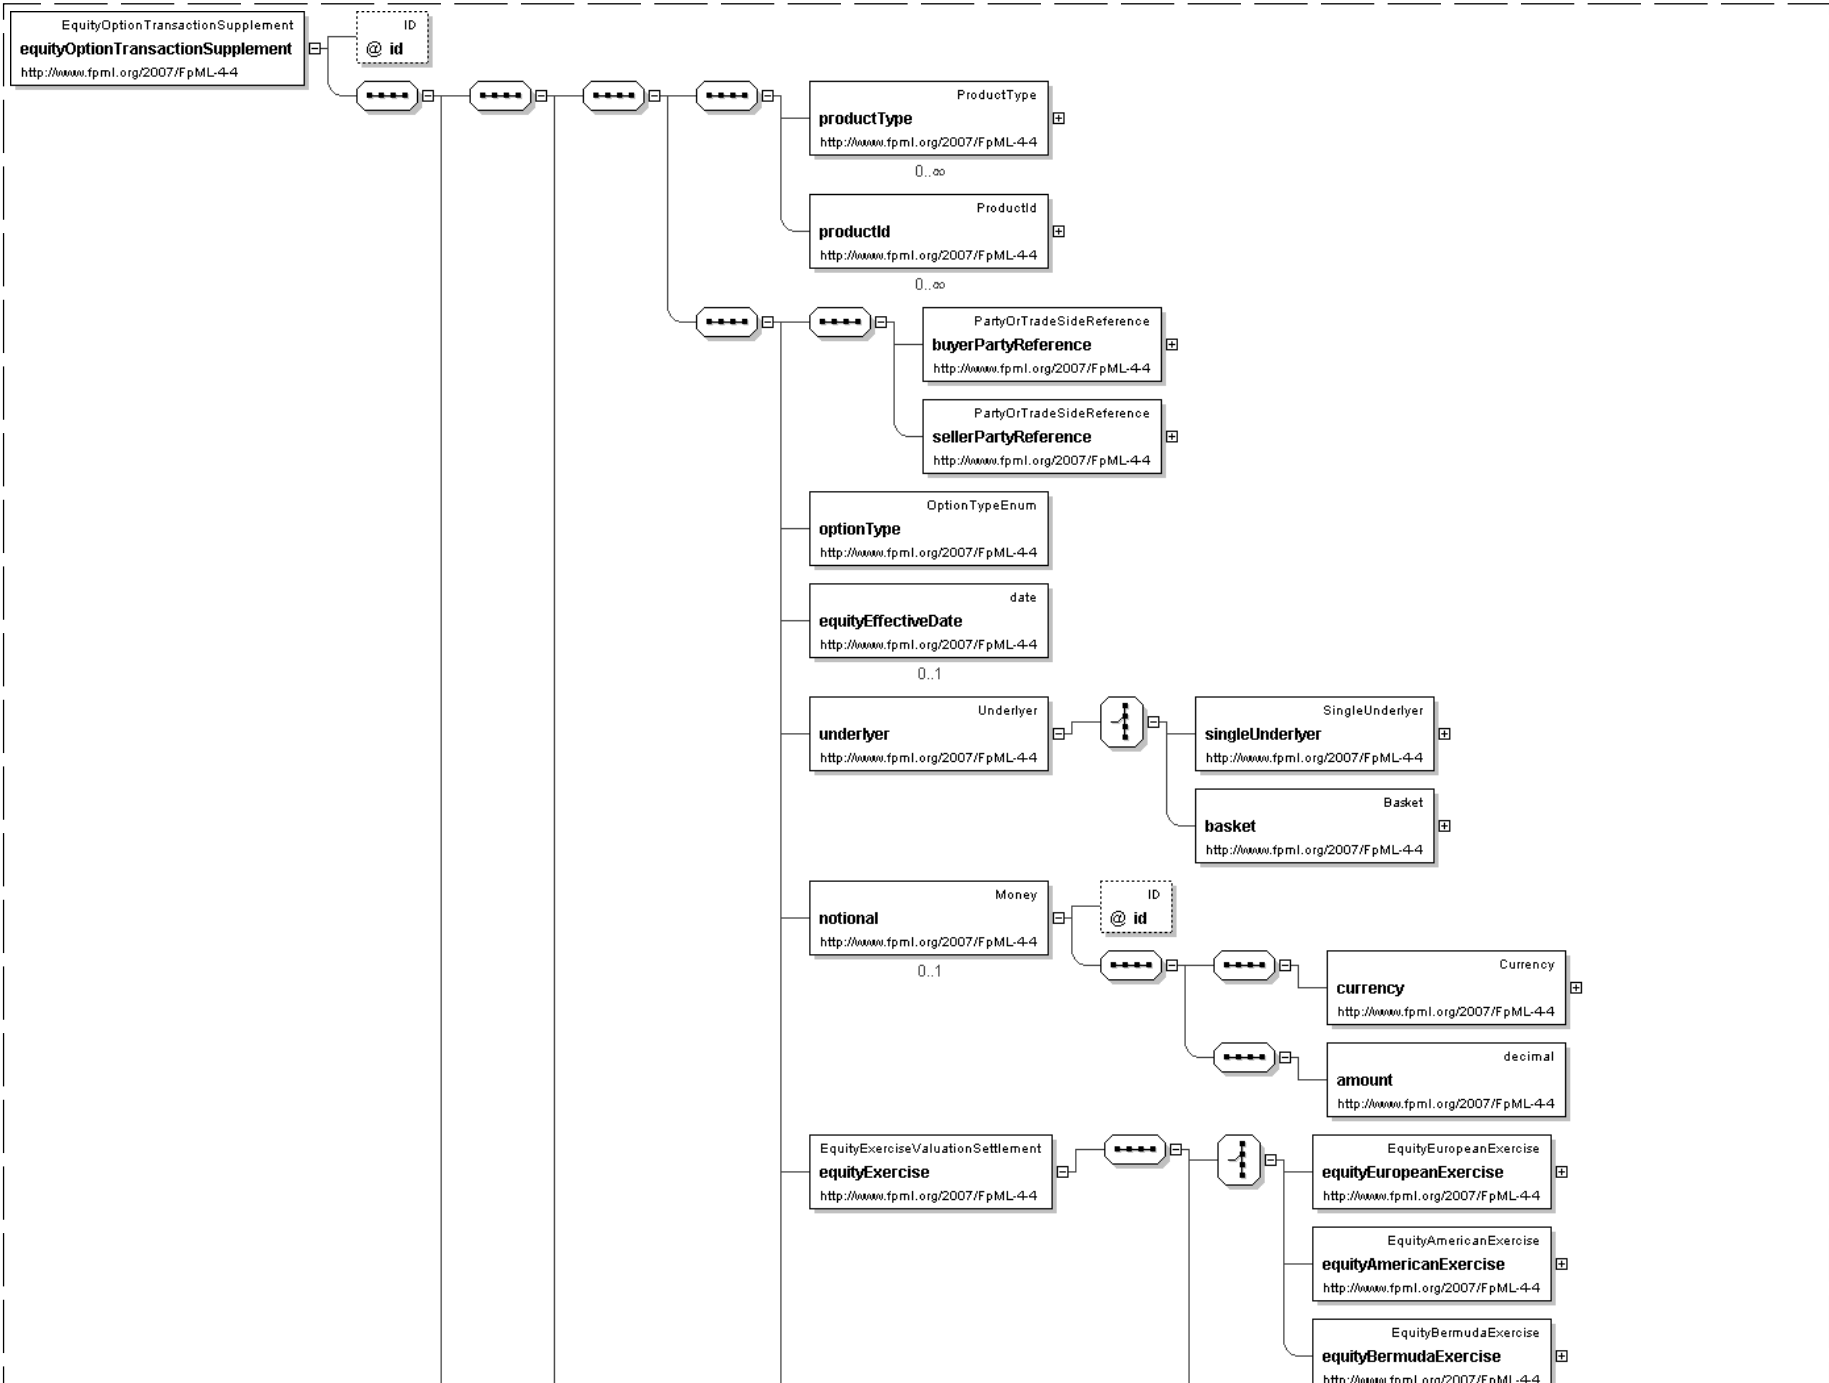 EquityOptionTransactionSupplement
equityOptionTransactionSupplement
http://www.fpml.org/2007/FpML-4-4
ID
@ id
ProductType
productType
http://www.fpml.org/2007/FpML-4-4
0..∞
ProductId
productId
http://www.fpml.org/2007/FpML-4-4
0..∞
PartyOrTradeSideReference
buyerPartyReference
http://www.fpml.org/2007/FpML-4-4
PartyOrTradeSideReference
sellerPartyReference
http://www.fpml.org/2007/FpML-4-4
OptionTypeEnum
optionType
http://www.fpml.org/2007/FpML-4-4
date
equityEffectiveDate
http://www.fpml.org/2007/FpML-4-4
0..1
Underlyer
underlyer
http://www.fpml.org/2007/FpML-4-4
SingleUnderlyer
singleUnderlyer
http://www.fpml.org/2007/FpML-4-4
Basket
basket
http://www.fpml.org/2007/FpML-4-4
Money
notional
http://www.fpml.org/2007/FpML-4-4
0..1
ID
@ id
Currency
currency
http://www.fpml.org/2007/FpML-4-4
decimal
amount
http://www.fpml.org/2007/FpML-4-4
EquityExerciseValuationSettlement
equityExercise
http://www.fpml.org/2007/FpML-4-4
EquityEuropeanExercise
equityEuropeanExercise
http://www.fpml.org/2007/FpML-4-4
EquityAmericanExercise
equityAmericanExercise
http://www.fpml.org/2007/FpML-4-4
EquityBermudaExercise
equityBermudaExercise
http://www.fpml.org/2007/FpML-4-4